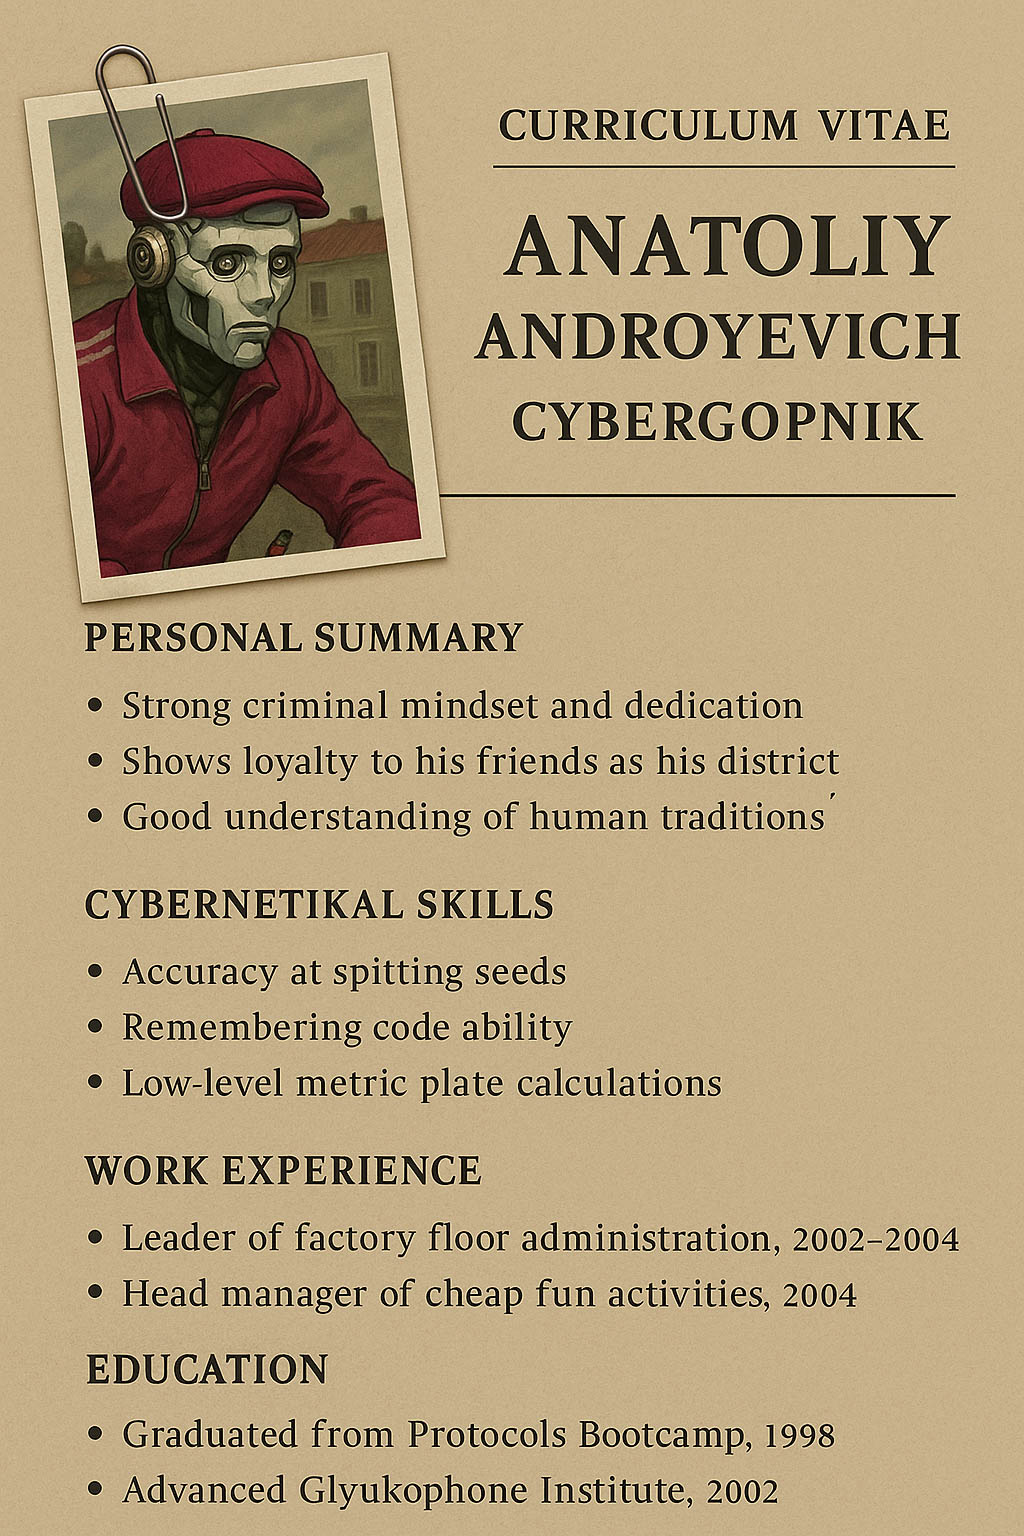 CURRICULUM VITAE
ANATOLIY
ANDROYEVICH
CYBERGOPNIK
PERSONAL SUMMARY
• Strong criminal mindset and dedication
• Shows loyalty to his friends as his district
• Good understanding of human traditions´
CYBERNETIKAL SKILLS
• Accuracy at spitting seeds
• Remembering code ability
• Low-level metric plate calculations
WORK EXPERIENCE
• Leader of factory floor administration, 2002–2004
• Head manager of cheap fun activities, 2004
EDUCATION
• Graduated from Protocols Bootcamp, 1998
• Advanced Glyukophone Institute, 2002